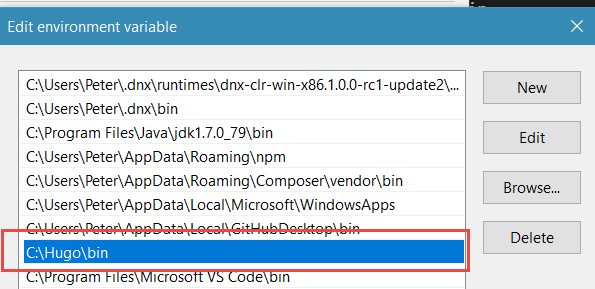 Edit environment variable
C:\Users\Peter\.dnx\runtimes\dnx-clr-win-x86.1.0.0-rc1-update2\...
C:\Users\Peter\.dnx\bin
C:\Program Files\Java\jdk1.7.0_79\bin
C:\Users\Peter\AppData\Roaming\npm
C:\Users\Peter\AppData\Roaming\Composer\vendor\bin
C:\Users\Peter\AppData\Local\Microsoft\WindowsApps
C:\Users\Peter\AppData\Local\GitHubDesktop\bin
C:\Hugo\bin
C:\Program Files\Microsoft VS Code\bin
New
Edit
Browse...
Delete